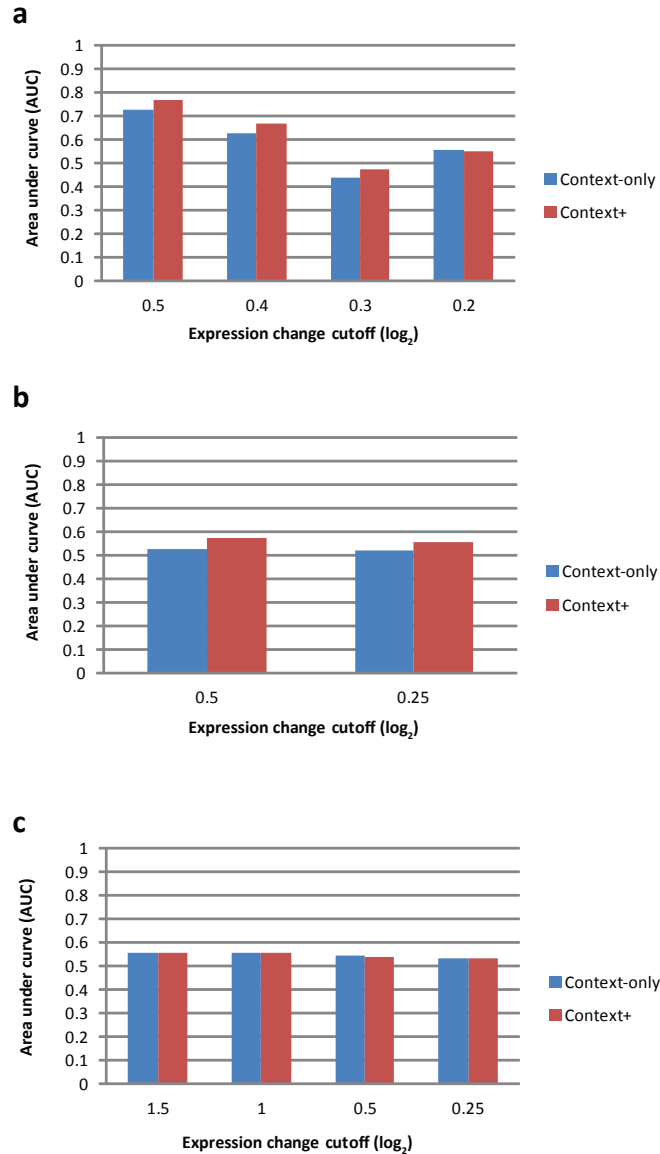 a
Area under curve (AUC)
1
0.9
0.8
0.7
0.6
0.5
0.4
0.3
0.2
0.1
0
0.5 0.4 0.3 0.2
Expression change cutoff (log₂)
Context-only
Context+
b
Area under curve (AUC)
1
0.9
0.8
0.7
0.6
0.5
0.4
0.3
0.2
0.1
0
0.5 0.25
Expression change cutoff (log₂)
Context-only
Context+
c
Area under curve (AUC)
1
0.9
0.8
0.7
0.6
0.5
0.4
0.3
0.2
0.1
0
1.5 1 0.5 0.25
Expression change cutoff (log₂)
Context-only
Context+